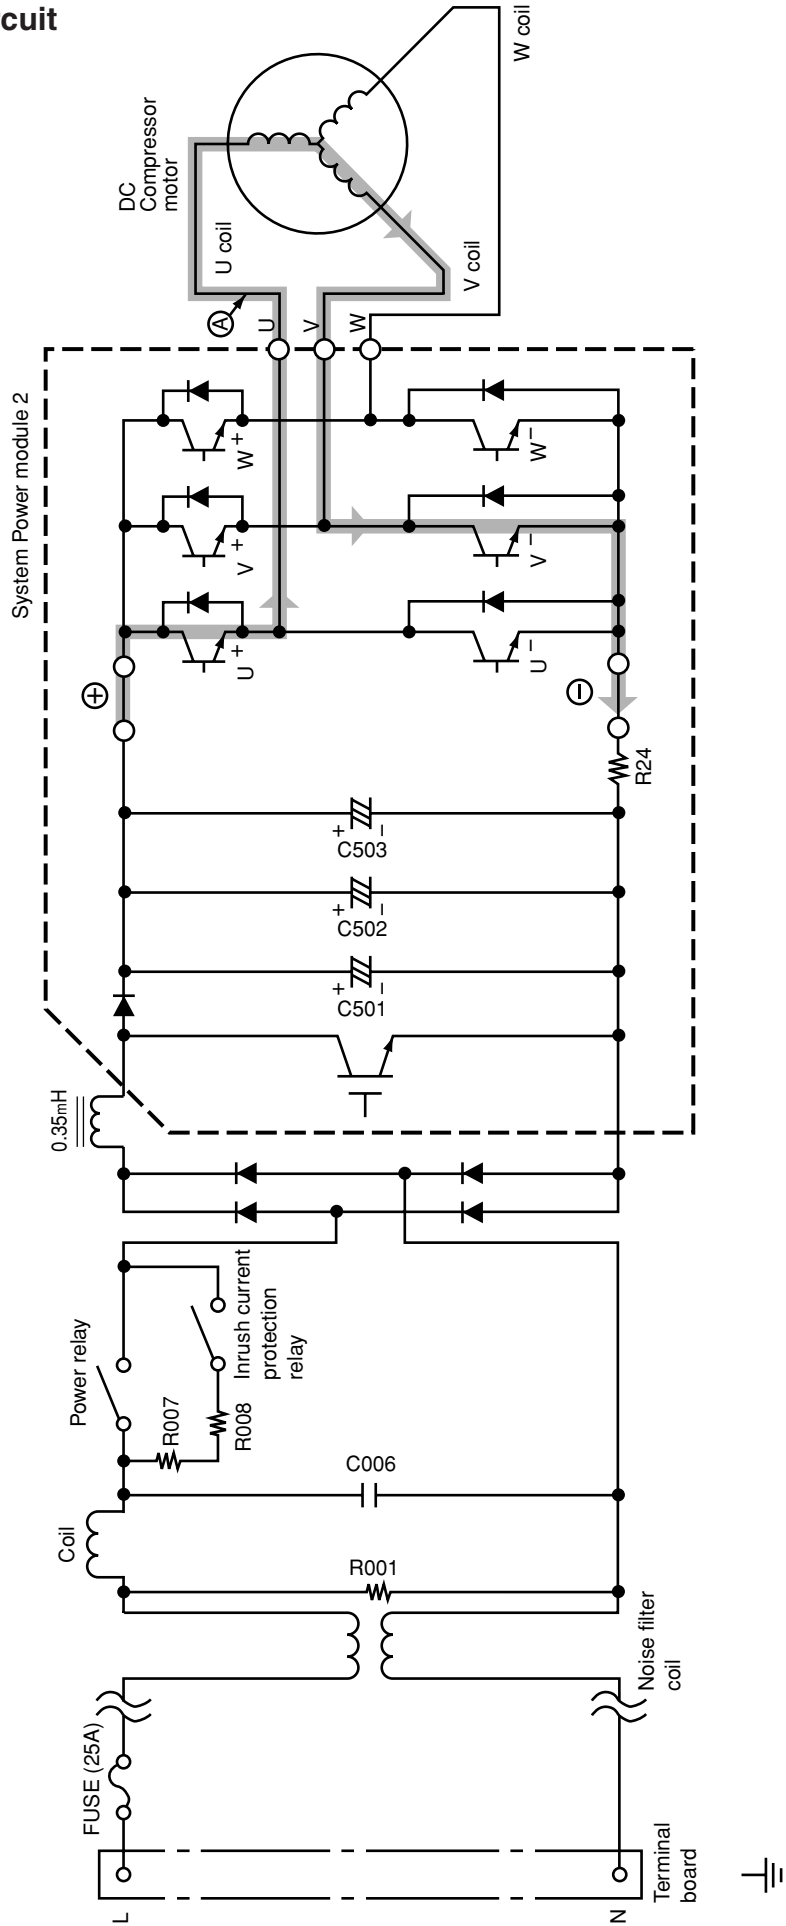 cuit
W coil
DC
Compressor
motor
U coil
V coil
A
U
V
W
System Power module 2
W +
W −
V +
V −
U +
U −
+
−
R24
+ −
C503
+ −
C502
+ −
C501
0.35mH
Power relay
Inrush current
protection
relay
R007
R008
C006
Coil
R001
Noise filter
coil
FUSE (25A)
Terminal
board
L
N